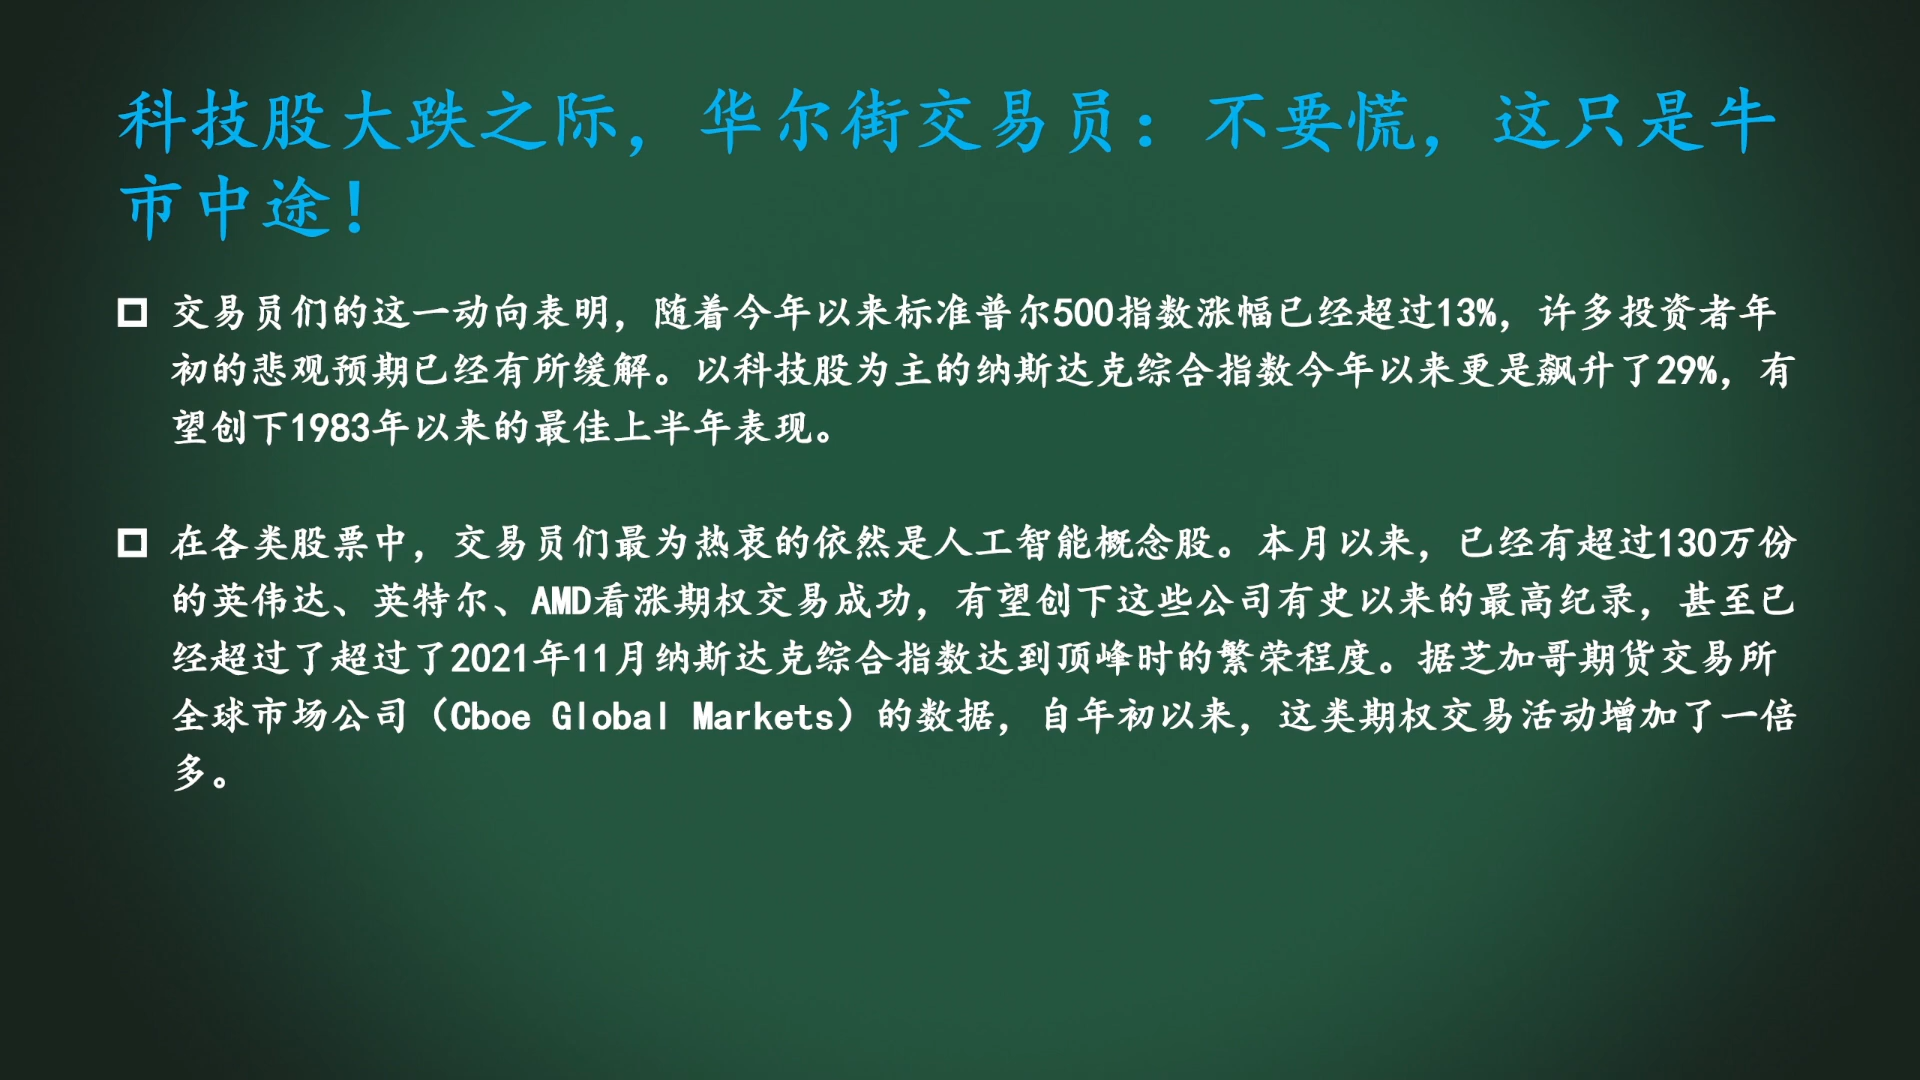 科技股大跌之际，华尔街交易员：不要慌，这只是牛
市中途！
交易员们的这一动向表明，随着今年以来标准普尔500指数涨幅已经超过13%，许多投资者年
初的悲观预期已经有所缓解。以科技股为主的纳斯达克综合指数今年以来更是飙升了29%，有
望创下1983年以来的最佳上半年表现。
在各类股票中，交易员们最为热衷的依然是人工智能概念股。本月以来，已经有超过130万份
的英伟达、英特尔、AMD看涨期权交易成功，有望创下这些公司有史以来的最高纪录，甚至已
经超过了超过了2021年11月纳斯达克综合指数达到顶峰时的繁荣程度。据芝加哥期货交易所
全球市场公司（Cboe Global Markets）的数据，自年初以来，这类期权交易活动增加了一倍
多。